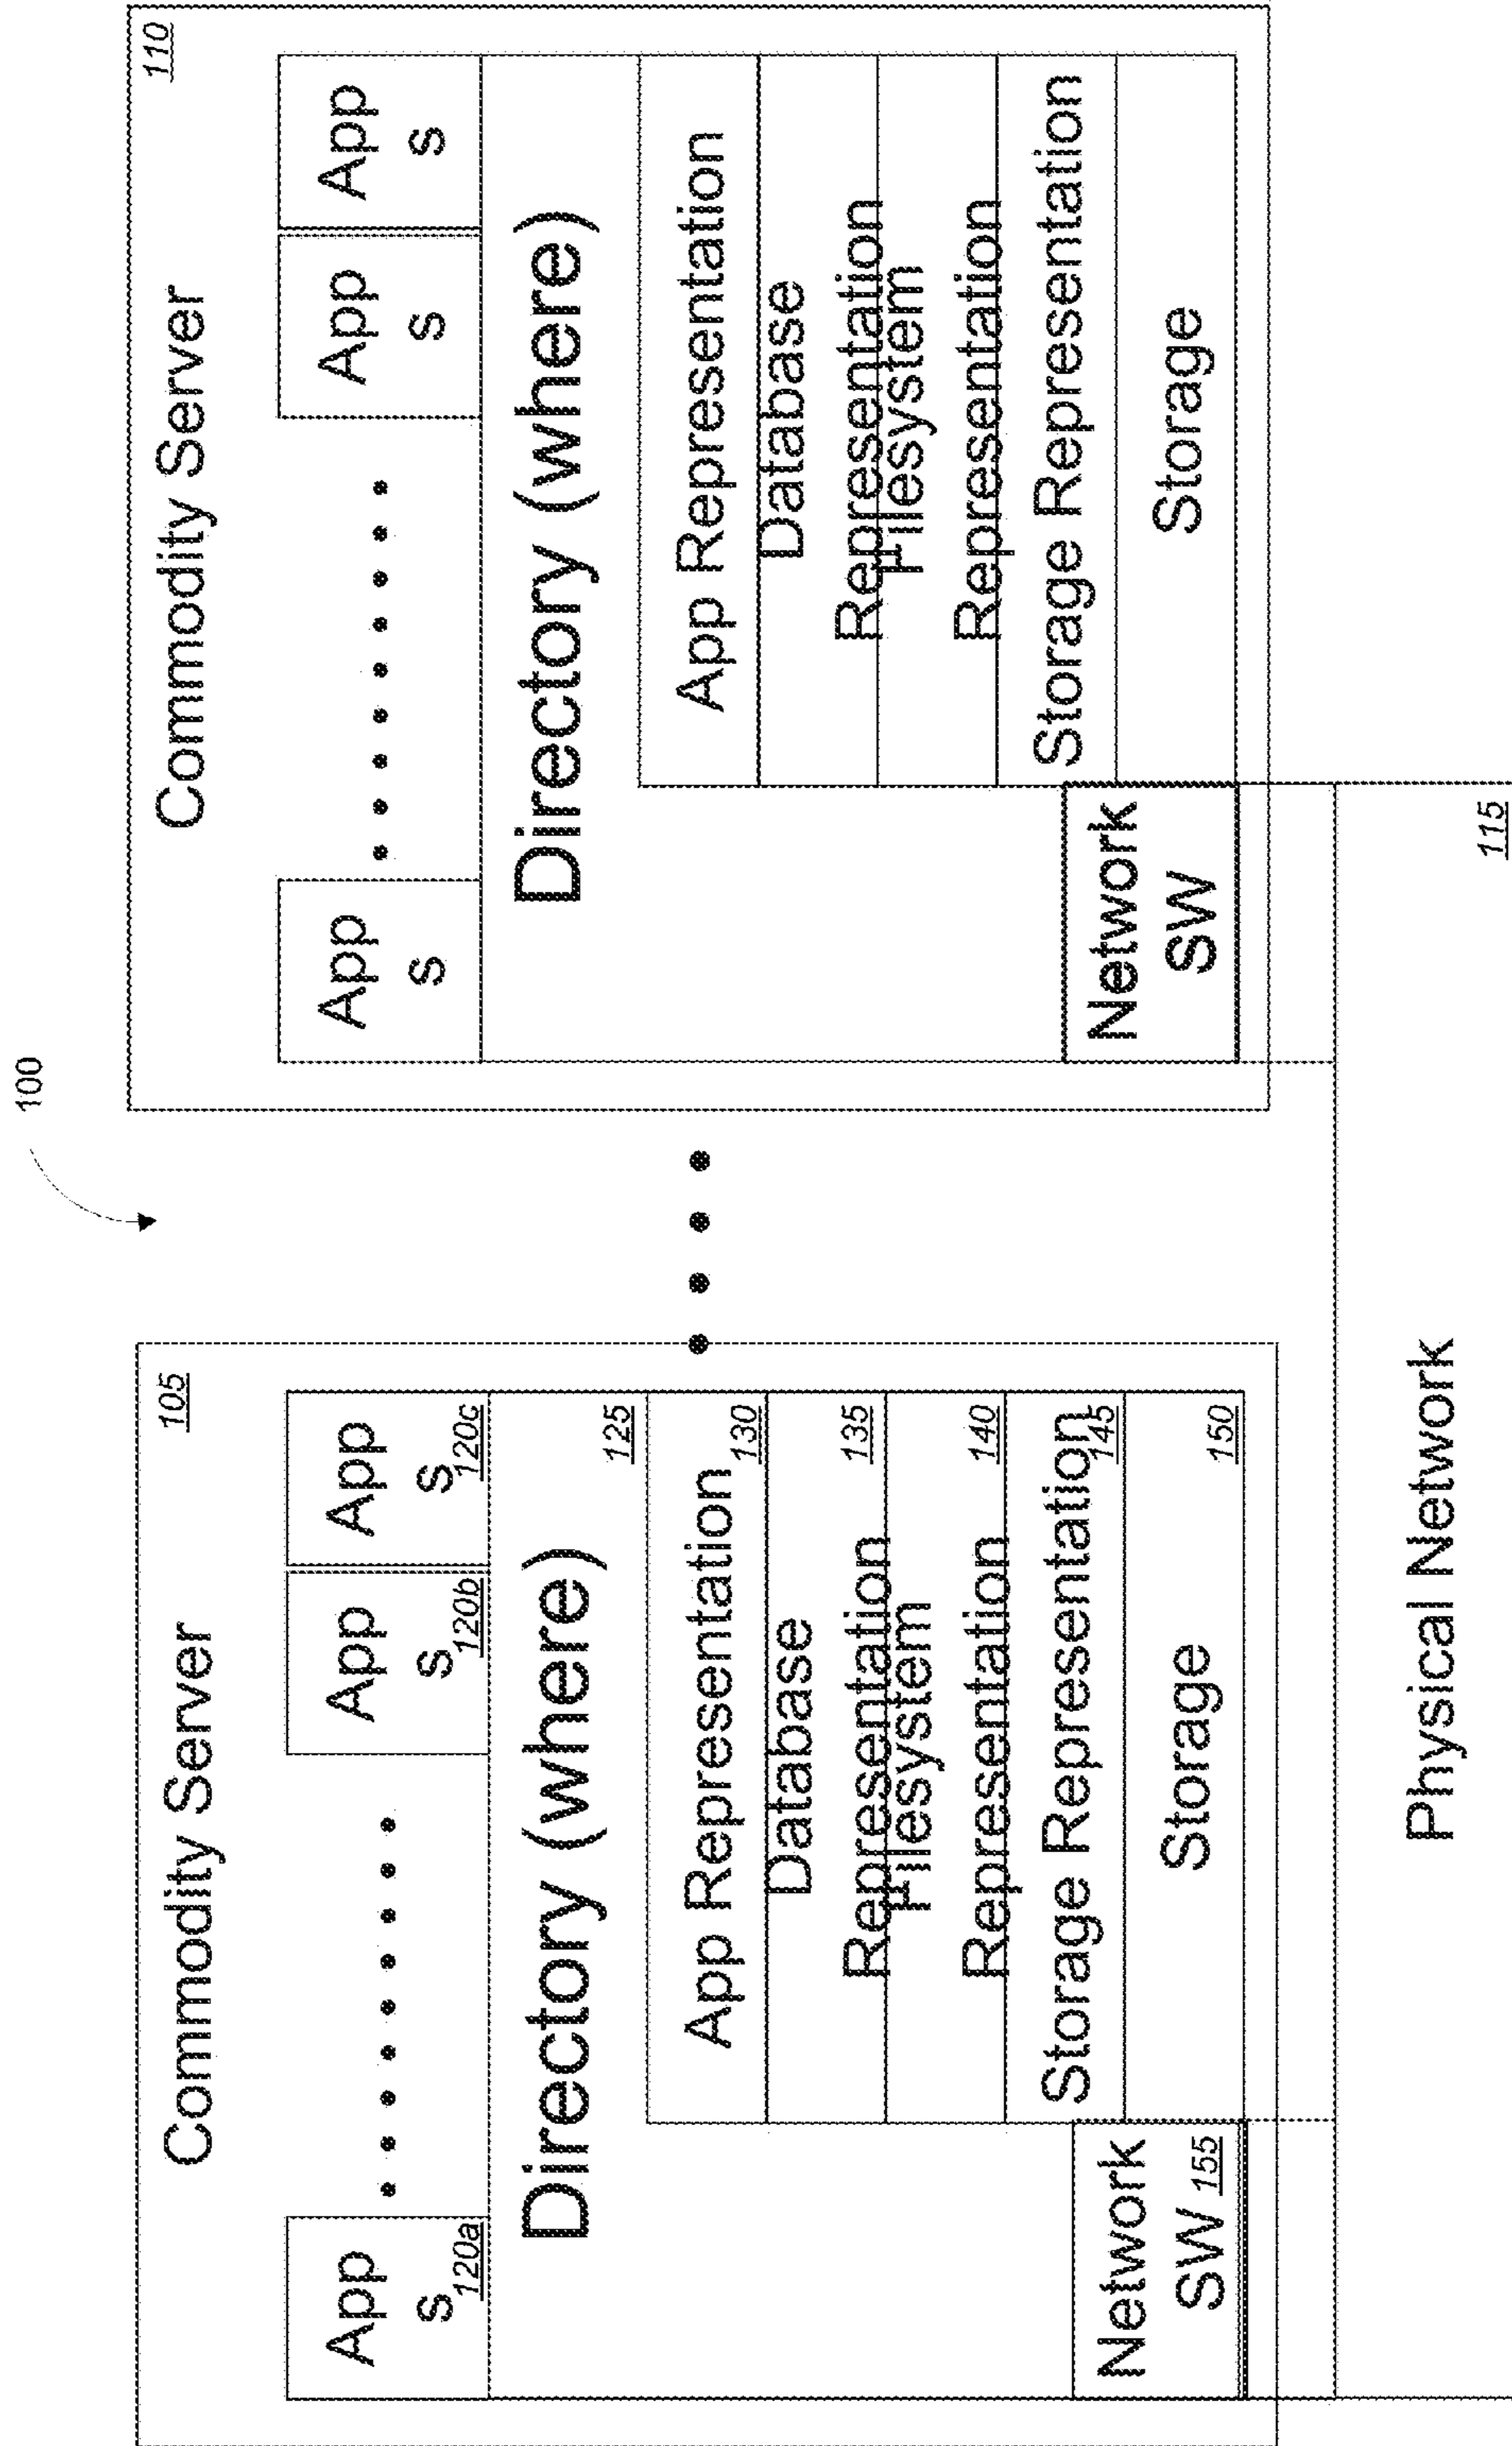 100
Commodity Server
105
App
s
120a
App
s
120b
App
s
120c
Directory (where)
125
App Representation
130
Database
Representation
135
Filesystem
Representation
140
Storage Representation
145
Storage
150
Network
SW 155
Commodity Server
110
App
s
App
s
App
s
Directory (where)
App Representation
Database
Representation
Filesystem
Representation
Storage Representation
Storage
Network
SW
Physical Network
115